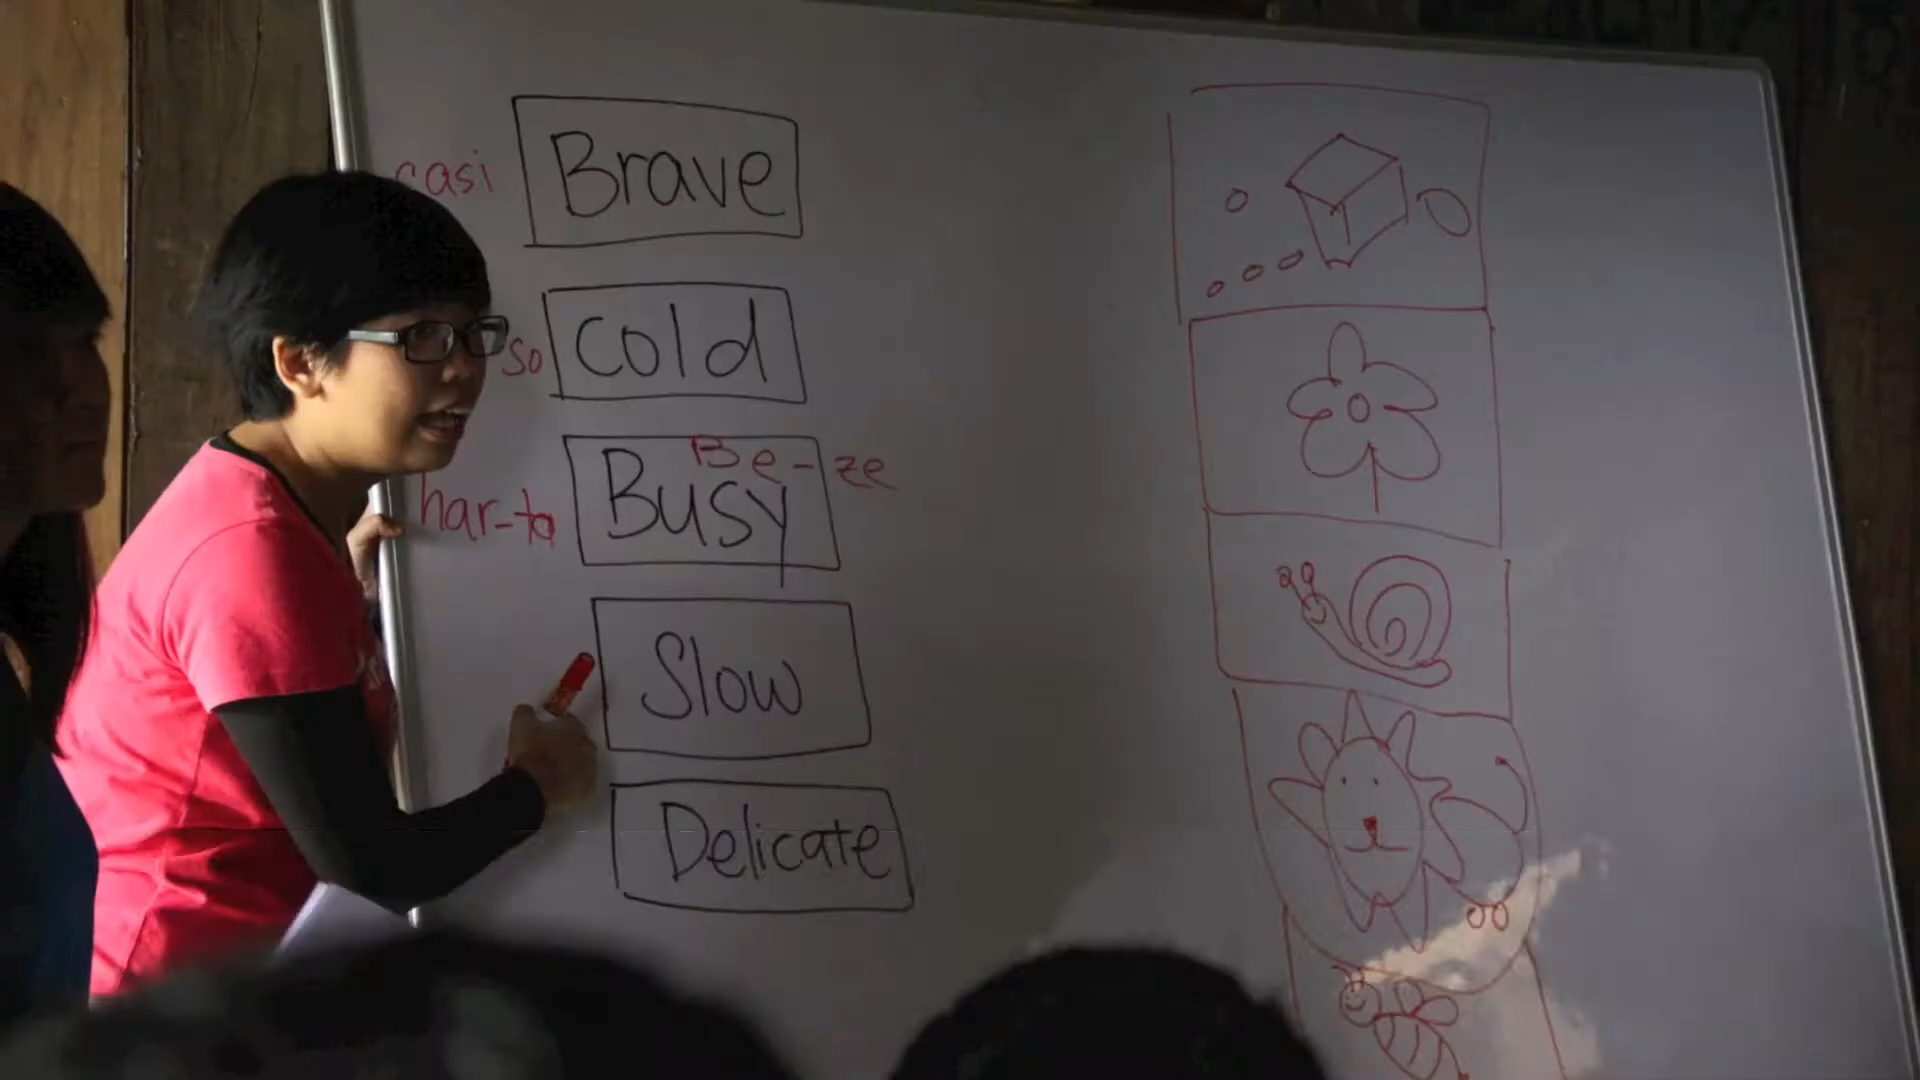 casi Brave
so Cold
Be-ze
har-to Busy
Slow
Delicate